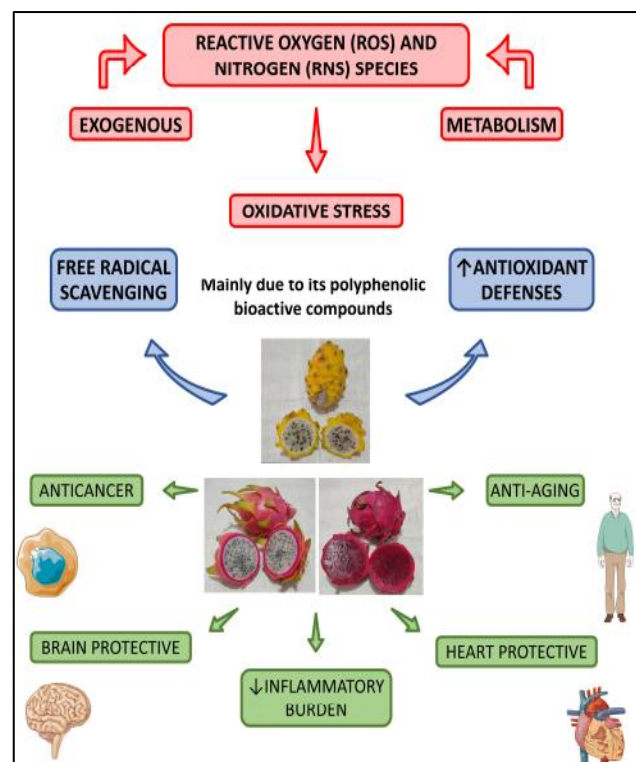 REACTIVE OXYGEN (ROS) AND
NITROGEN (RNS) SPECIES
EXOGENOUS
METABOLISM
OXIDATIVE STRESS
FREE RADICAL
SCAVENGING
Mainly due to its polyphenolic
bioactive compounds
↑ANTIOXIDANT
DEFENSES
ANTICANCER
ANTI-AGING
BRAIN PROTECTIVE
HEART PROTECTIVE
↓INFLAMMATORY
BURDEN